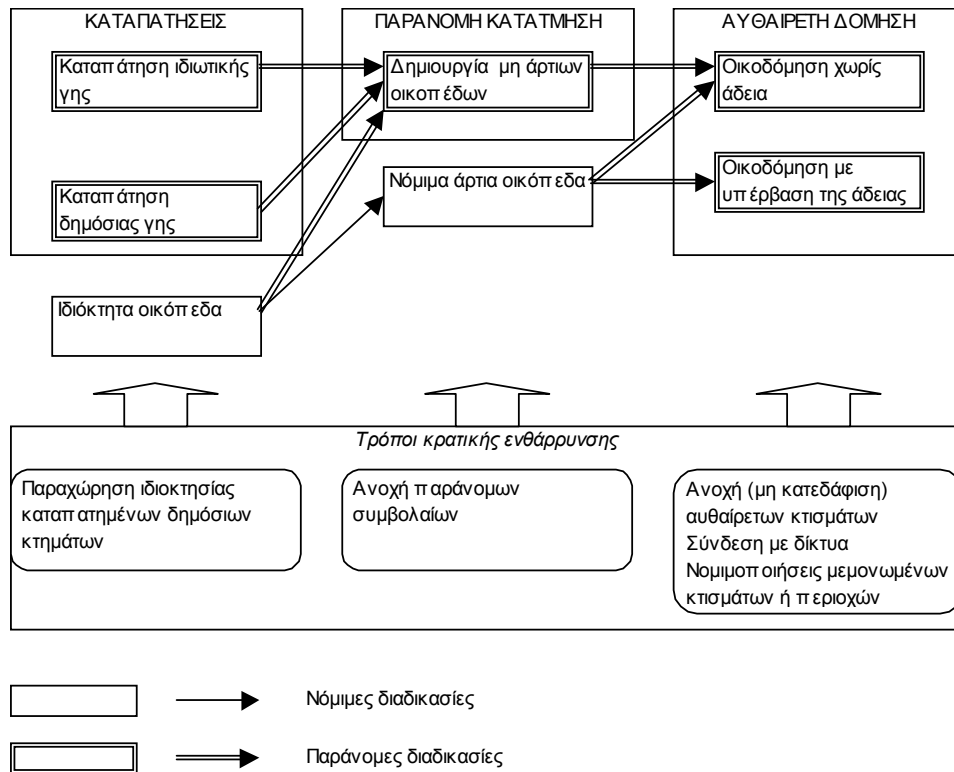 ΚΑΤΑΠΑΤΗΣΕΙΣ
Καταπάτηση ιδιωτικής
γης
Καταπάτηση
δημόσιας γης
Ιδιόκτητα οικόπεδα
ΠΑΡΑΝΟΜΗ ΚΑΤΑΤΜΗΣΗ
Δημιουργία μη άρτιων
οικοπέδων
Νόμιμα άρτια οικόπεδα
ΑΥΘΑΙΡΕΤΗ ΔΟΜΗΣΗ
Οικοδόμηση χωρίς
άδεια
Οικοδόμηση με
υπέρβαση της άδειας
Τρόποι κρατικής ενθάρρυνσης
Παραχώρηση ιδιοκτησίας
καταπατημένων δημόσιων
κτημάτων
Ανοχή παράνομων
συμβολαίων
Ανοχή (μη κατεδάφιση)
αυθαίρετων κτισμάτων
Σύνδεση με δίκτυα
Νομιμοποιήσεις μεμονωμένων
κτισμάτων ή περιοχών
Νόμιμες διαδικασίες
Παράνομες διαδικασίες